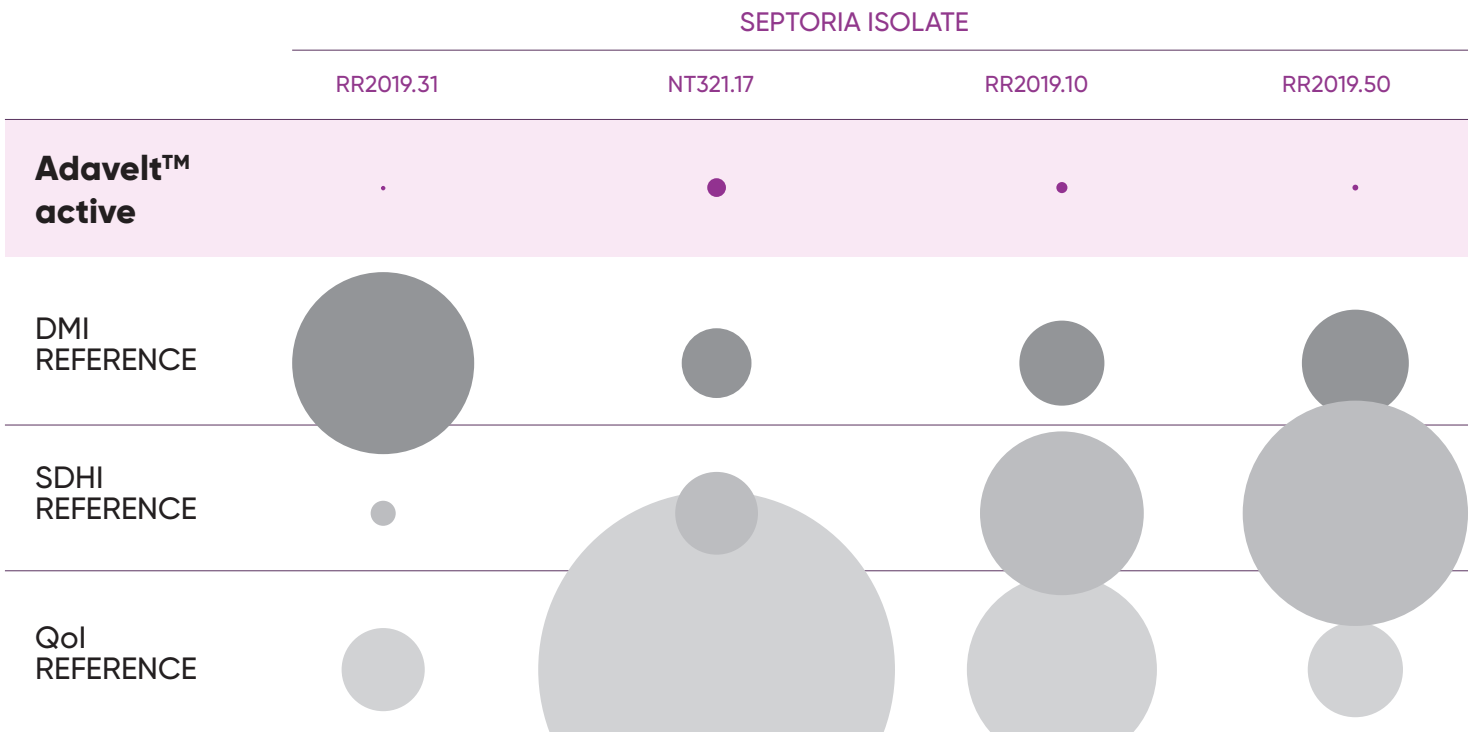 SEPTORIA ISOLATE
RR2019.31 NT321.17 RR2019.10 RR2019.50
Adavelt™
active
DMI
REFERENCE
SDHI
REFERENCE
QoI
REFERENCE